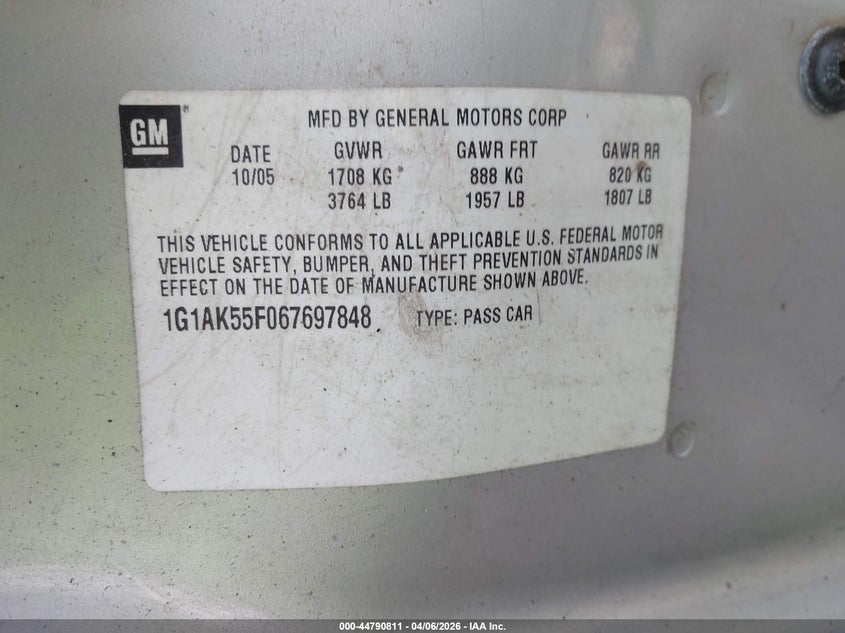 GM
MFD BY GENERAL MOTORS CORP
DATE GVWR GAWR FRT GAWR RR
10/05 1708 KG 888 KG 820 KG
3764 LB 1957 LB 1807 LB
THIS VEHICLE CONFORMS TO ALL APPLICABLE U.S. FEDERAL MOTOR
VEHICLE SAFETY, BUMPER, AND THEFT PREVENTION STANDARDS IN
EFFECT ON THE DATE OF MANUFACTURE SHOWN ABOVE.
1G1AK55F067697848 TYPE: PASS CAR
000-44790811 - 04/06/2026 - IAA Inc.